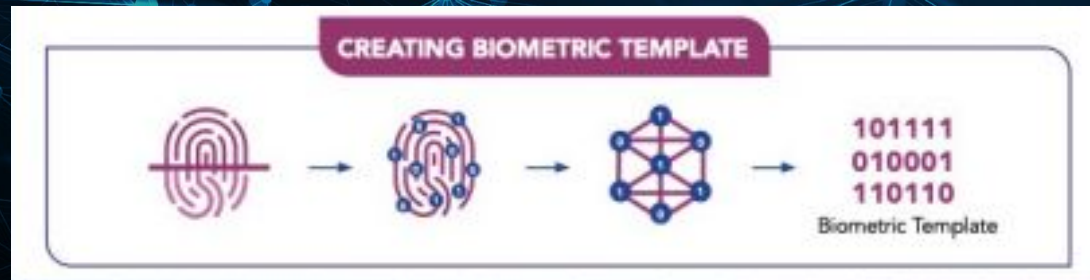 CREATING BIOMETRIC TEMPLATE
101111
010001
110110
Biometric Template